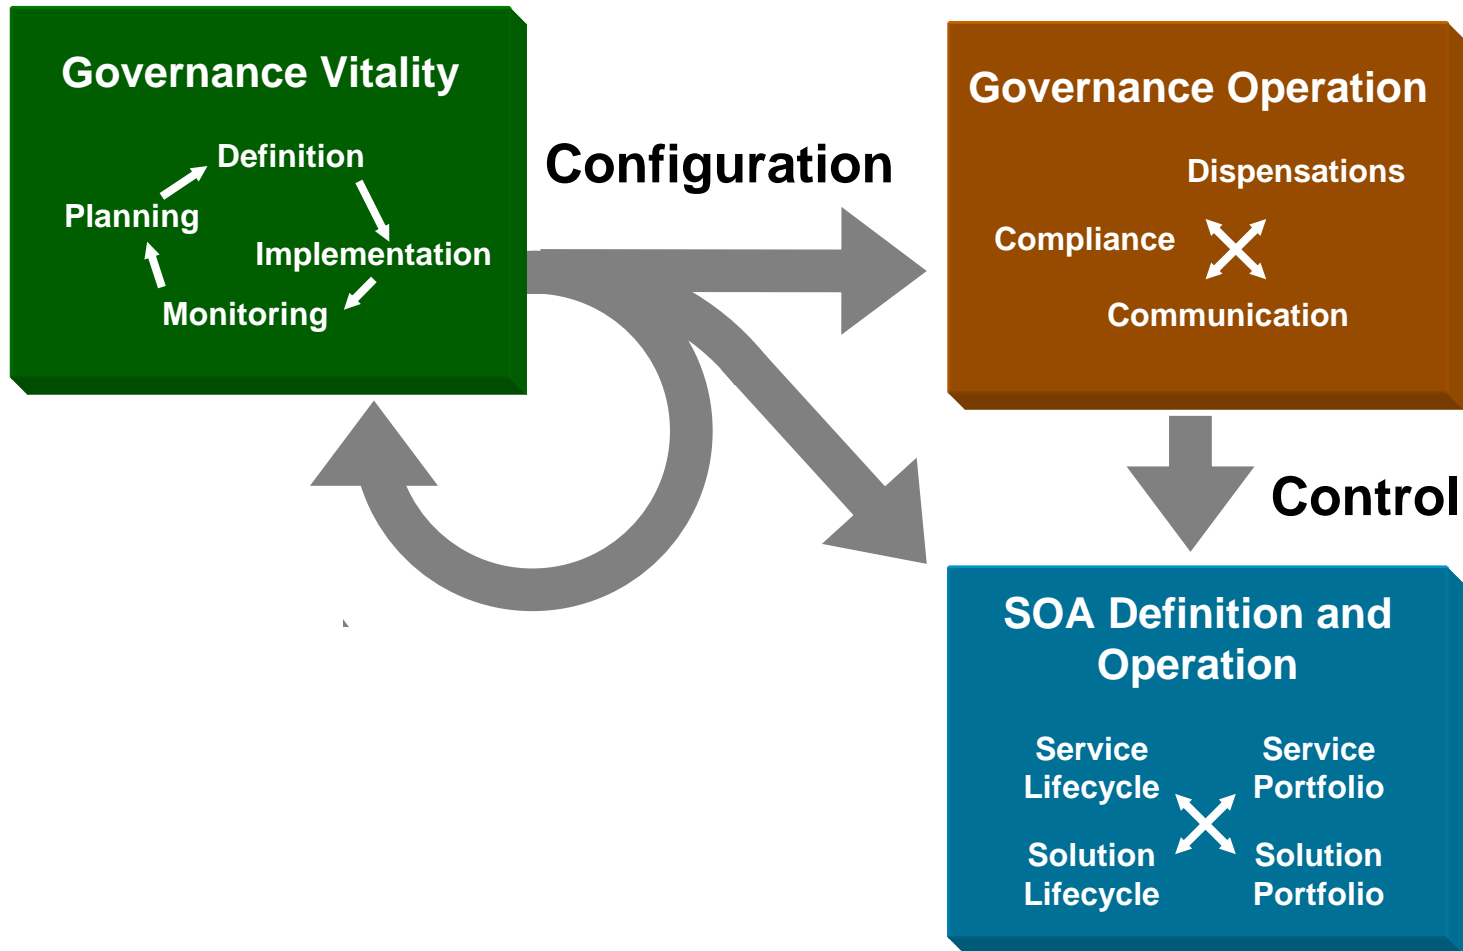 Governance Vitality
Definition
Planning
Implementation
Monitoring
Configuration
Governance Operation
Dispensations
Compliance
Communication
Control
SOA Definition and
Operation
Service
Lifecycle
Service
Portfolio
Solution
Lifecycle
Solution
Portfolio